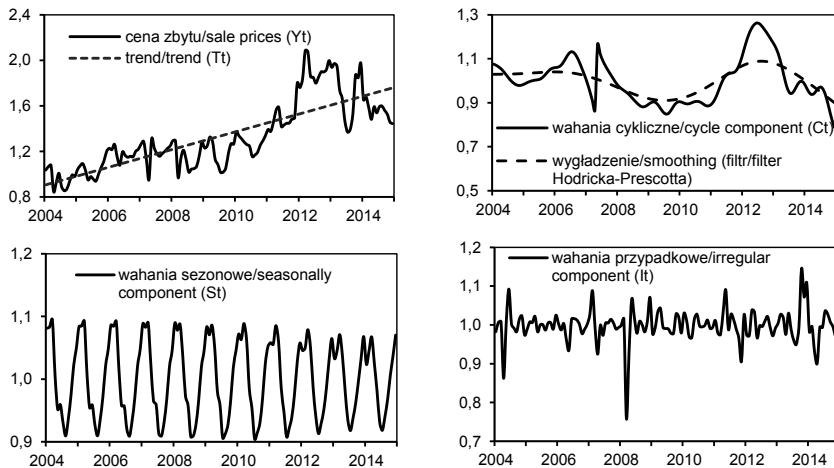 2,4
2,0
1,6
1,2
0,8
cena zbytu/sale prices (Yt)
trend/trend (Tt)
2004 2006 2008 2010 2012 2014
1,3
1,1
0,9
0,7
0,5
wahania cykliczne/cycle component (Ct)
wygładzenie/smoothing (filtr/filter
Hodricka-Prescotta)
2004 2006 2008 2010 2012 2014
1,2
1,1
1,0
0,9
wahania sezonowe/seasonally
component (St)
2004 2006 2008 2010 2012 2014
1,2
1,1
1,0
0,9
0,8
0,7
wahania przypadkowe/irregular
component (It)
2004 2006 2008 2010 2012 2014